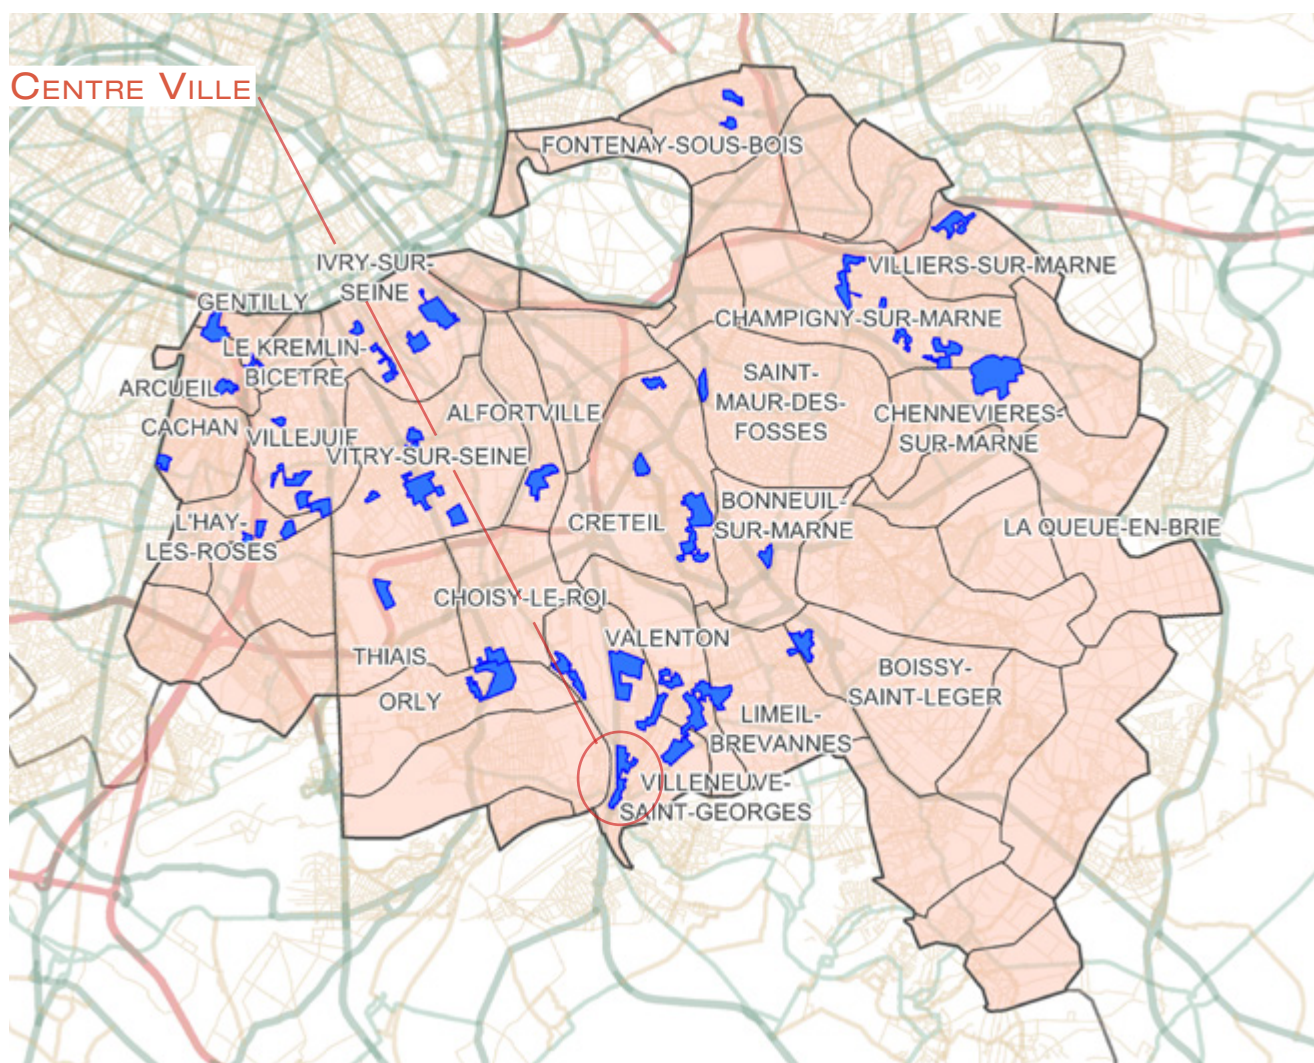 CENTRE VILLE
FONTENAY-SOUS-BOIS
IVRY-SUR-
SEINE
VILLIERS-SUR-MARNE
GENTILLY
CHAMPIGNY-SUR-MARNE
LE KREMLIN-
BICETRE
ARCUEIL
SAINT-
MAUR-DES-
FOSSES
ALFORTVILLE
CHENNEVIERES-
SUR-MARNE
CACHAN
VILLEJUIF
VITRY-SUR-SEINE
BONNEUIL-
SUR-MARNE
L'HAY-
LES-ROSES
CRETEIL
LA QUEUE-EN-BRIE
CHOISY-LE-ROI
VALENTON
THIAIS
BOISSY-
SAINT-LEGER
ORLY
LIMEIL-
BREVANNES
VILLENEUVE-
SAINT-GEORGES